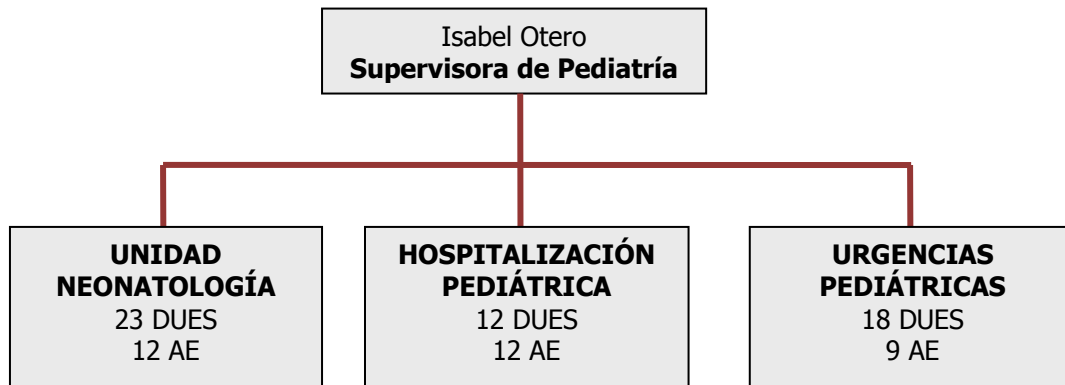 Isabel Otero
Supervisora de Pediatría
UNIDAD
NEONATOLOGÍA
23 DUES
12 AE
HOSPITALIZACIÓN
PEDIÁTRICA
12 DUES
12 AE
URGENCIAS
PEDIÁTRICAS
18 DUES
9 AE